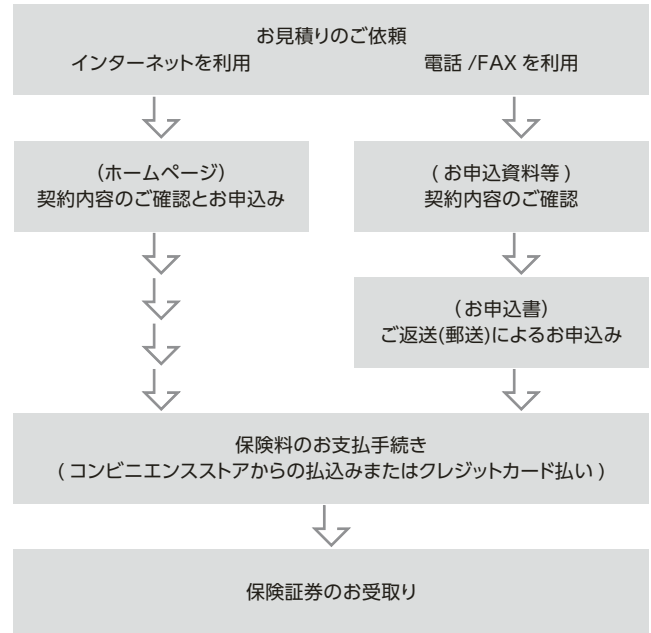 お見積りのご依頼
インターネットを利用
電話 /FAX を利用
(ホームページ)
契約内容のご確認とお申込み
( お申込資料等 )
契約内容のご確認
(お申込書)
ご返送(郵送)によるお申込み
保険料のお支払手続き
( コンビニエンスストアからの払込みまたはクレジットカード払い )
保険証券のお受取り